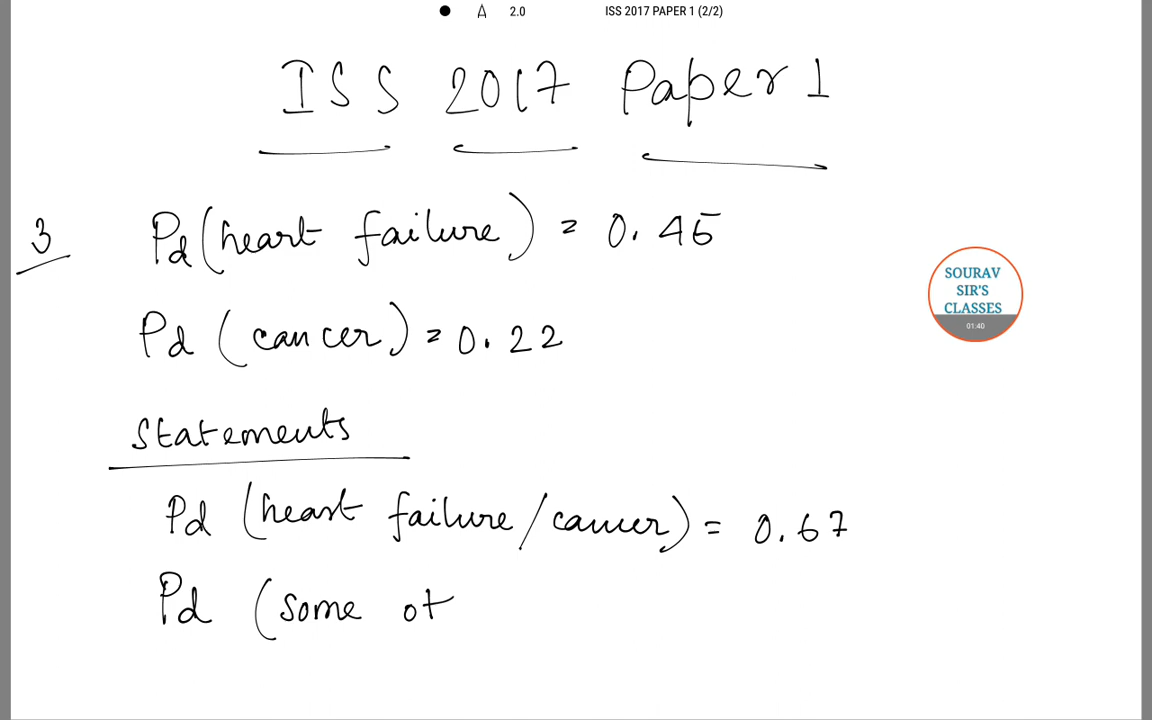 A 2.0 ISS 2017 PAPER 1 (2/2)
ISS 2017 Paper 1
3 Pd (heart failure) = 0.45
Pd (cancer) = 0.22
Statements
Pd (heart failure/cancer) = 0.67
Pd (some ot
SOURAV
SIR'S
CLASSES
01:40